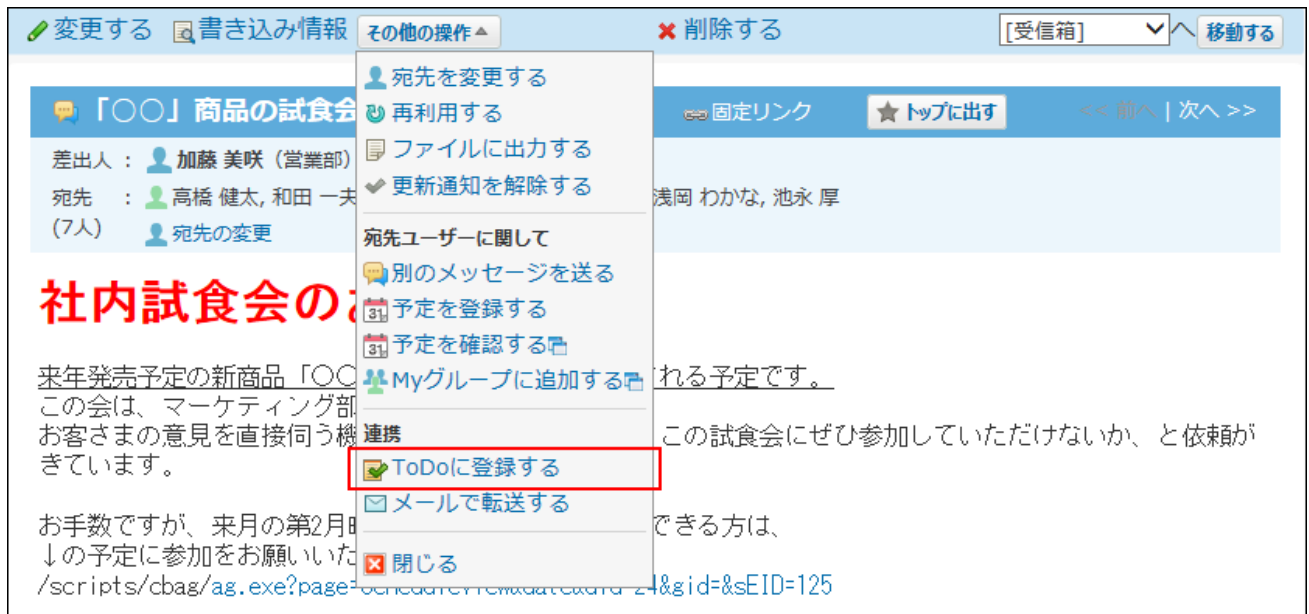 変更する 書き込み情報 その他の操作▲ 削除する [受信箱] へ 移動する
宛先を変更する
再利用する
ファイルに出力する
更新通知を解除する
宛先ユーザーに関して
別のメッセージを送る
予定を登録する
予定を確認する
Myグループに追加する
連携
ToDoに登録する
メールで転送する
閉じる
「○○」商品の試食会 固定リンク ★トップに出す << 前へ | 次へ >>
差出人 : 加藤 美咲 (営業部)
宛先 : 高橋 健太, 和田 一夫 浅岡 わかな, 池永 厚
(7人) 宛先の変更
社内試食会の
来年発売予定の新商品「○○ れる予定です。
この会は、マーケティング部
お客さまの意見を直接伺う機 この試食会にぜひ参加していただけないか、と依頼が
きています。
お手数ですが、来月の第2月 できる方は、
↓の予定に参加をお願いいた
/scripts/cbag/ag.exe?page= 24&gid=&sEID=125